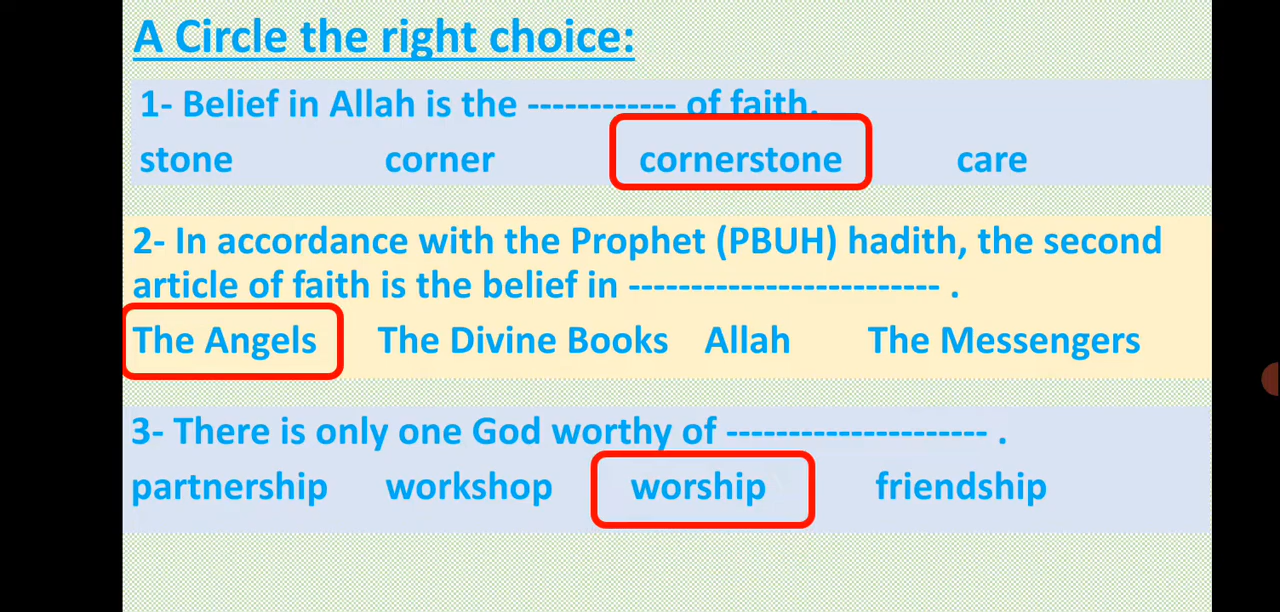 A Circle the right choice:
1- Belief in Allah is the ------------ of faith.
stone corner cornerstone care
2- In accordance with the Prophet (PBUH) hadith, the second
article of faith is the belief in ------------------------- .
The Angels The Divine Books Allah The Messengers
3- There is only one God worthy of --------------------- .
partnership workshop worship friendship